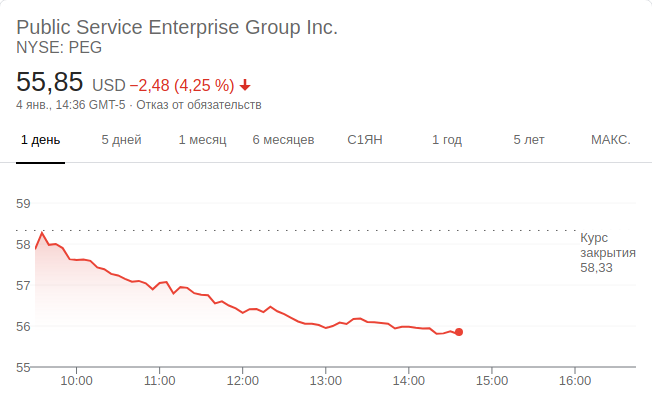 Public Service Enterprise Group Inc.
NYSE: PEG
55,85 USD −2,48 (4,25 %)
4 янв., 14:36 GMT-5 · Отказ от обязательств
1 день 5 дней 1 месяц 6 месяцев С1ЯН 1 год 5 лет МАКС.
59
58
57
56
55
Курс
закрытия
58,33
10:00 11:00 12:00 13:00 14:00 15:00 16:00